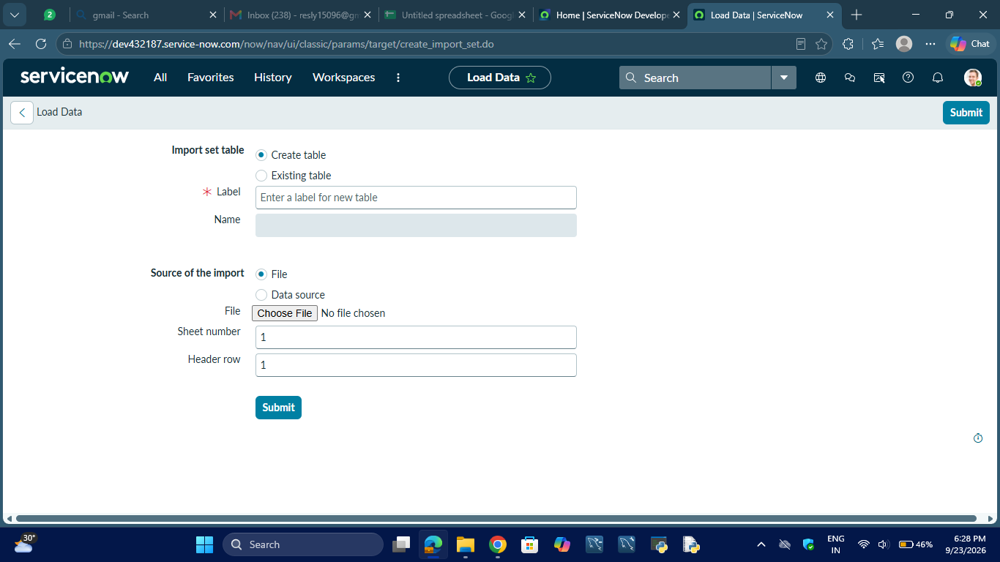 2
gmail - Search
Inbox (238) - resly15096@gm
Untitled spreadsheet - Goog
Home | ServiceNow Develope
Load Data | ServiceNow
https://dev432187.service-now.com/now/nav/ui/classic/params/target/create_import_set.do
Chat
servicenow
All
Favorites
History
Workspaces
Load Data
Search
Load Data
Submit
Import set table
Create table
Existing table
Label
Enter a label for new table
Name
Source of the import
File
Data source
File
Choose File No file chosen
Sheet number
1
Header row
1
Submit
30°
Search
ENG
IN
46%
6:28 PM
9/23/2026